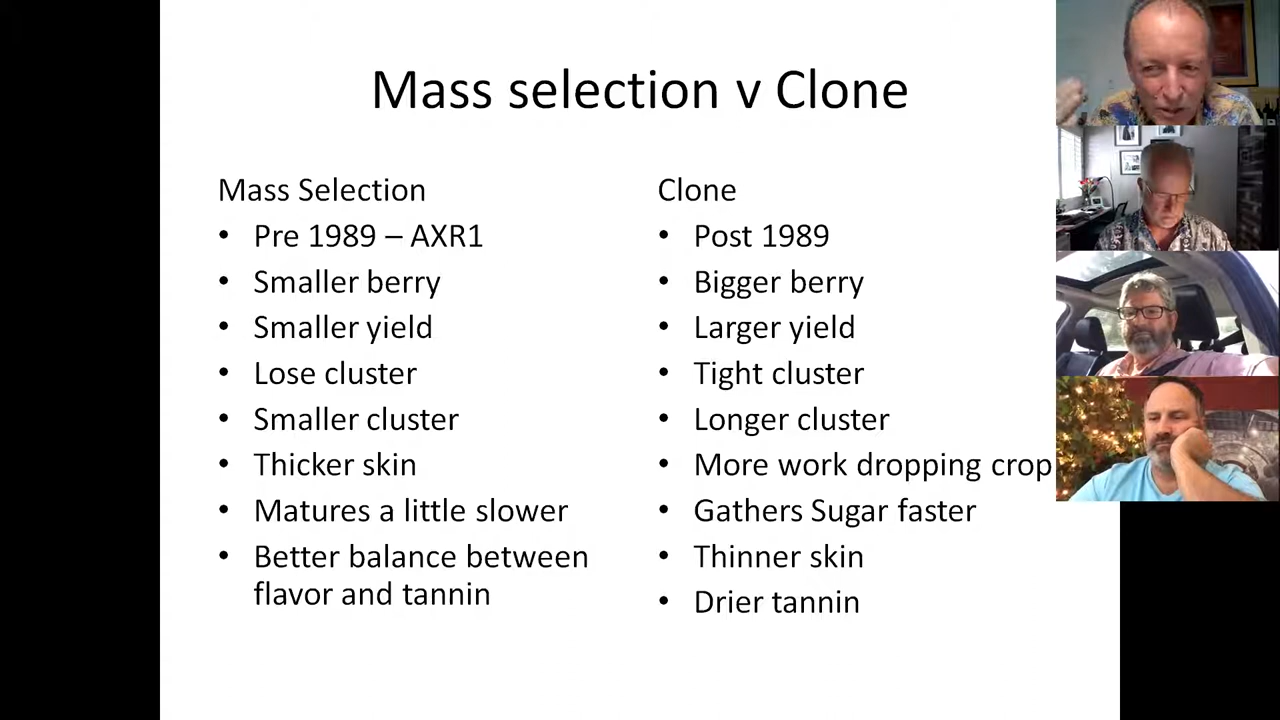 Mass selection v Clone
Mass Selection
• Pre 1989 – AXR1
• Smaller berry
• Smaller yield
• Lose cluster
• Smaller cluster
• Thicker skin
• Matures a little slower
• Better balance between
flavor and tannin
Clone
• Post 1989
• Bigger berry
• Larger yield
• Tight cluster
• Longer cluster
• More work dropping crop
• Gathers Sugar faster
• Thinner skin
• Drier tannin